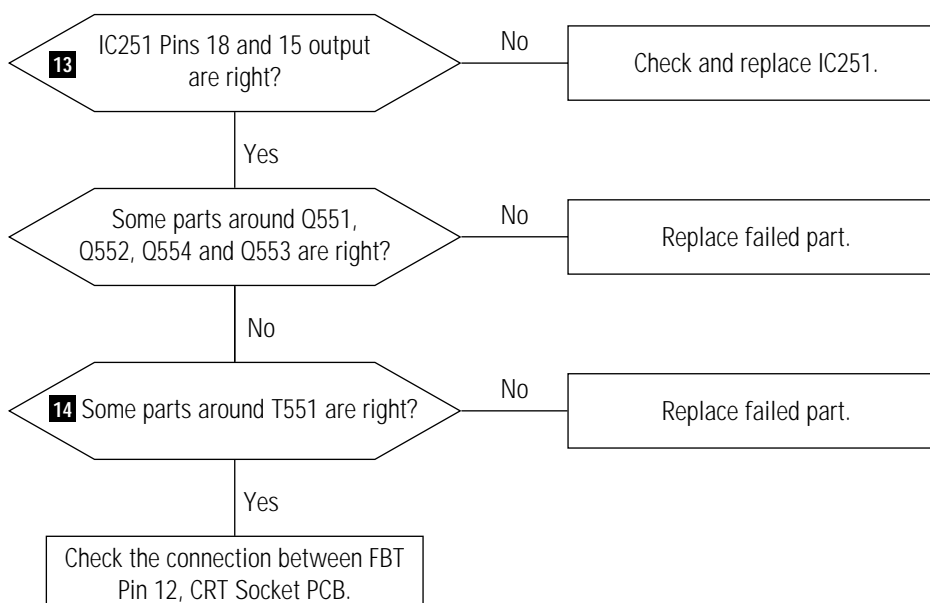 13 IC251 Pins 18 and 15 output
are right?
No
Check and replace IC251.
Yes
Some parts around Q551,
Q552, Q554 and Q553 are right?
No
Replace failed part.
No
14 Some parts around T551 are right?
No
Replace failed part.
Yes
Check the connection between FBT
Pin 12, CRT Socket PCB.